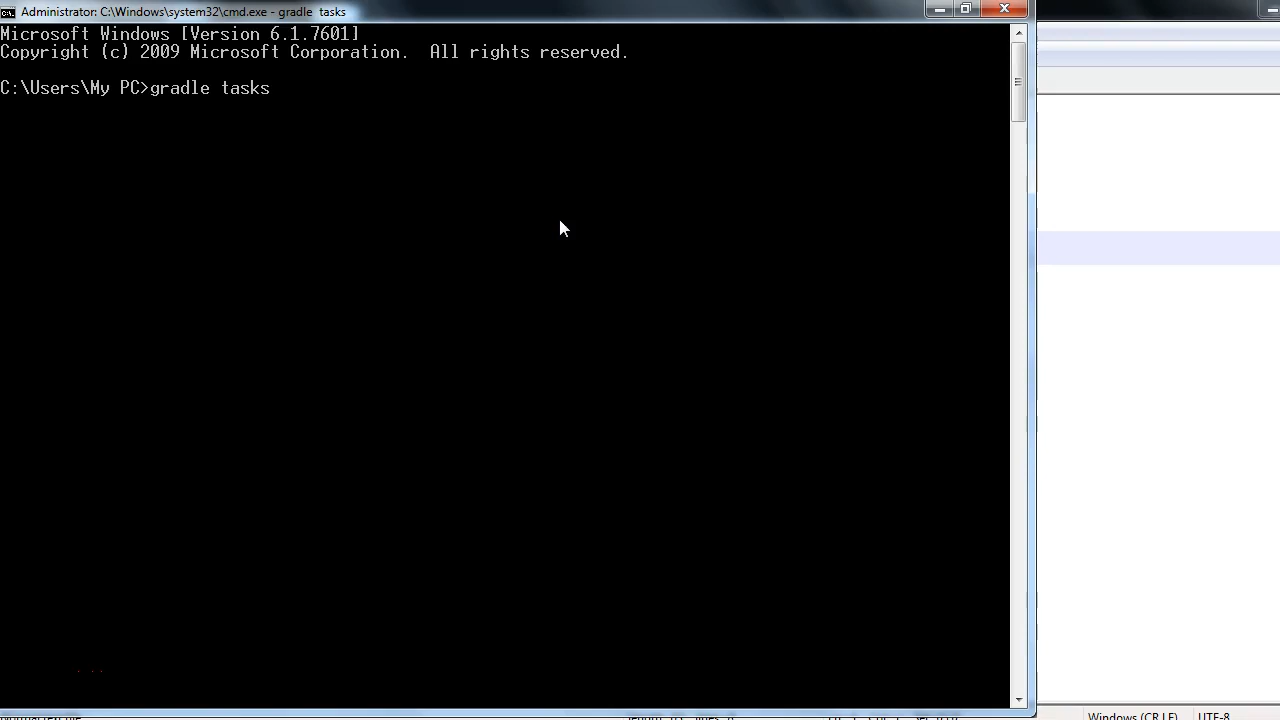 Administrator: C:\Windows\system32\cmd.exe - gradle  tasks
Microsoft Windows [Version 6.1.7601]
Copyright (c) 2009 Microsoft Corporation.  All rights reserved.
C:\Users\My PC>gradle tasks
Windows (CR LF) UTF-8